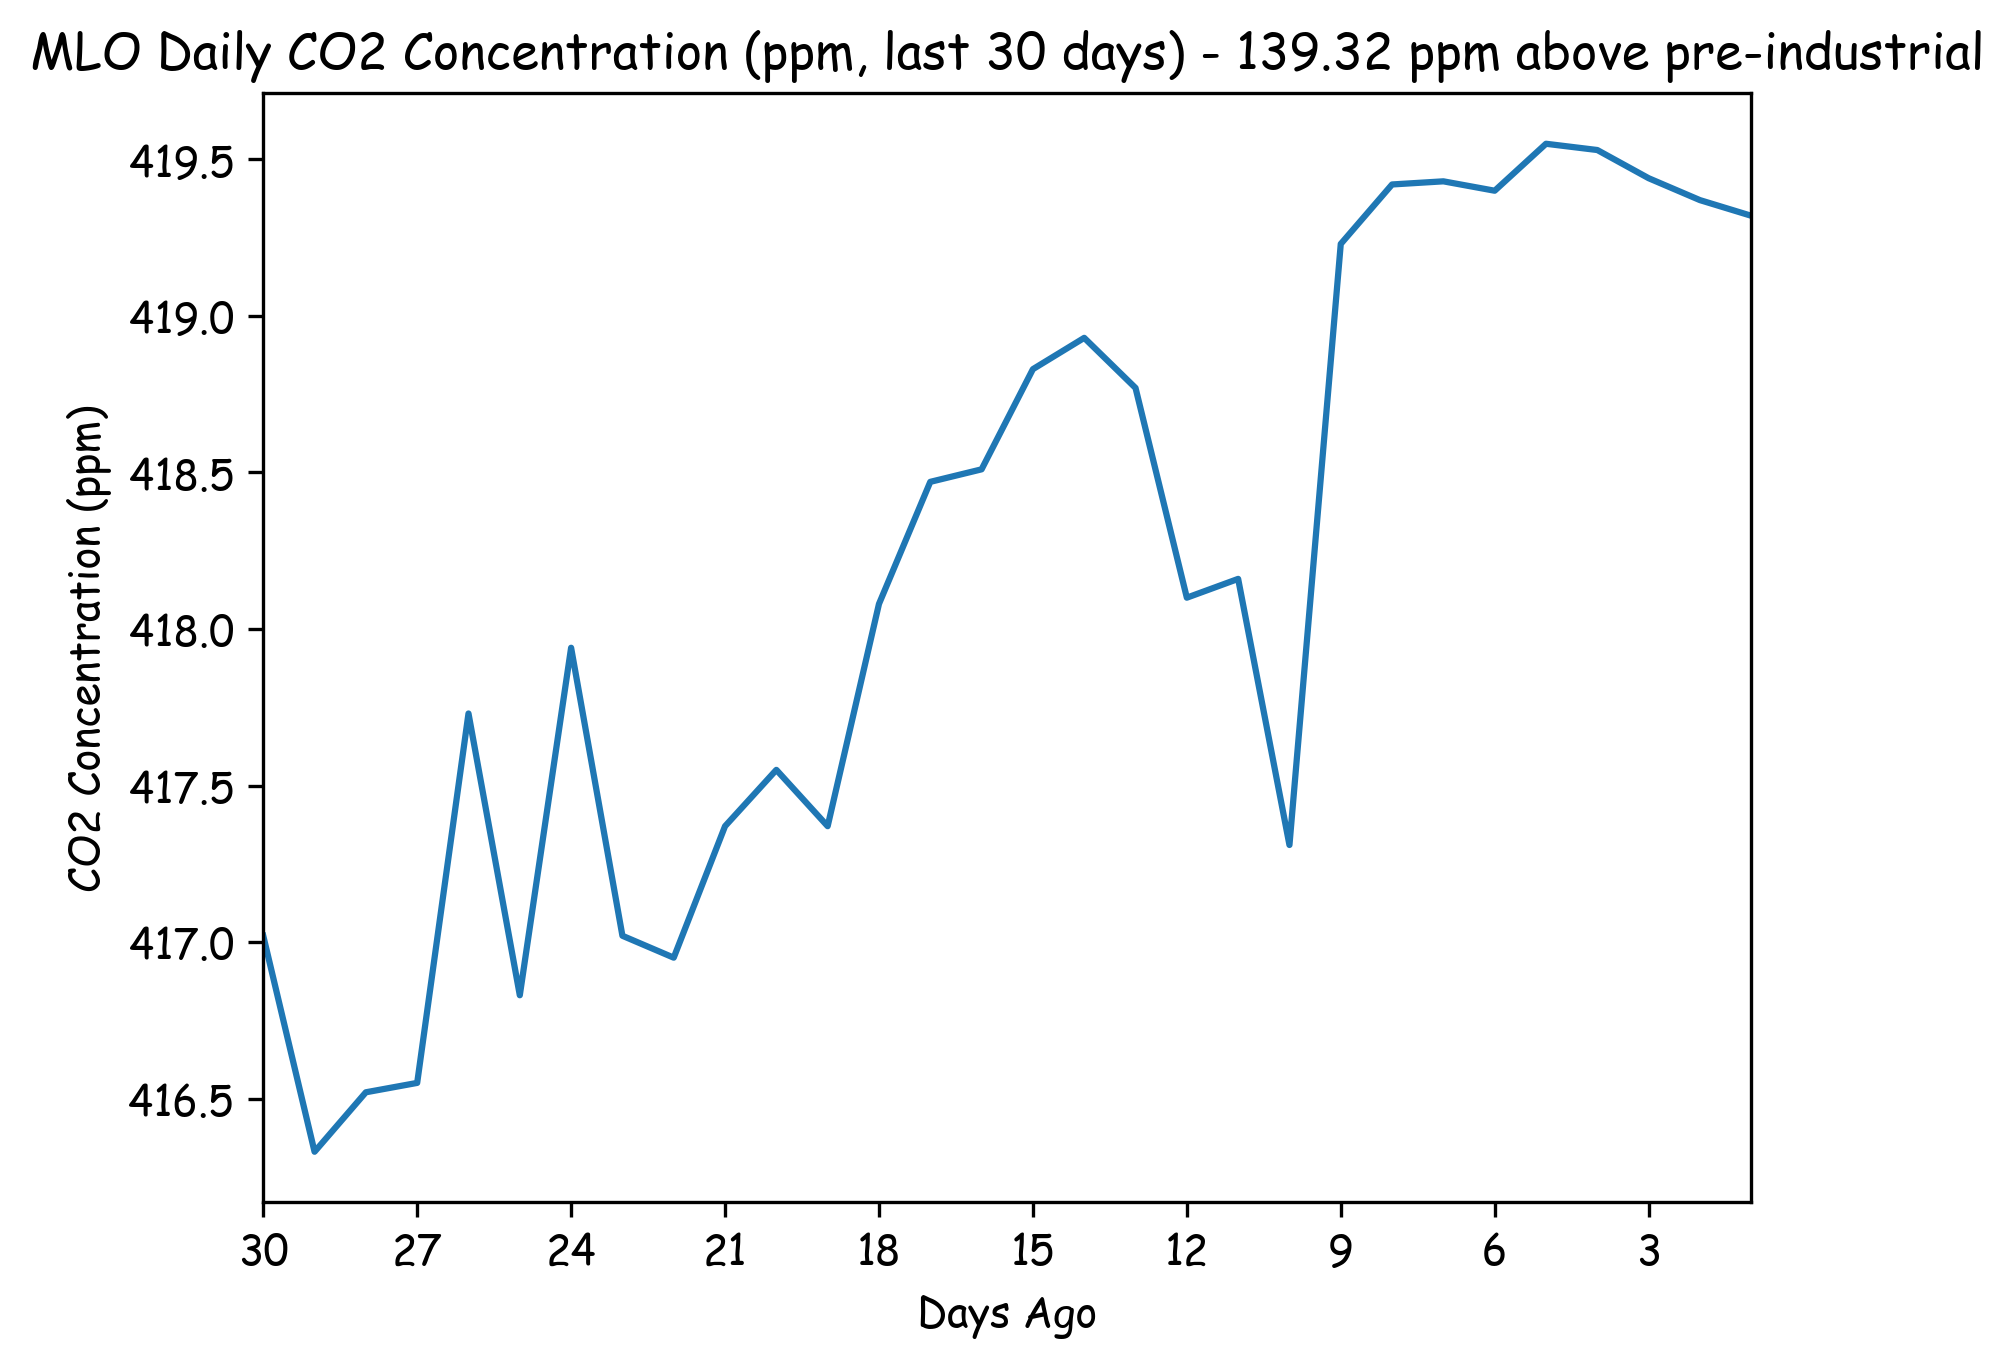 MLO Daily CO2 Concentration (ppm, last 30 days) - 139.32 ppm above pre-industrial
CO2 Concentration (ppm)
419.5
419.0
418.5
418.0
417.5
417.0
416.5
30 27 24 21 18 15 12 9 6 3
Days Ago